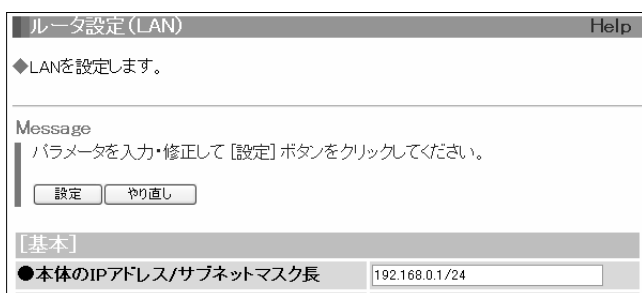 ルータ設定(LAN) Help
◆LANを設定します。
Message
パラメータを入力・修正して [設定] ボタンをクリックしてください。
設定 やり直し
[基本]
●本体のIPアドレス/サブネットマスク長 192.168.0.1/24